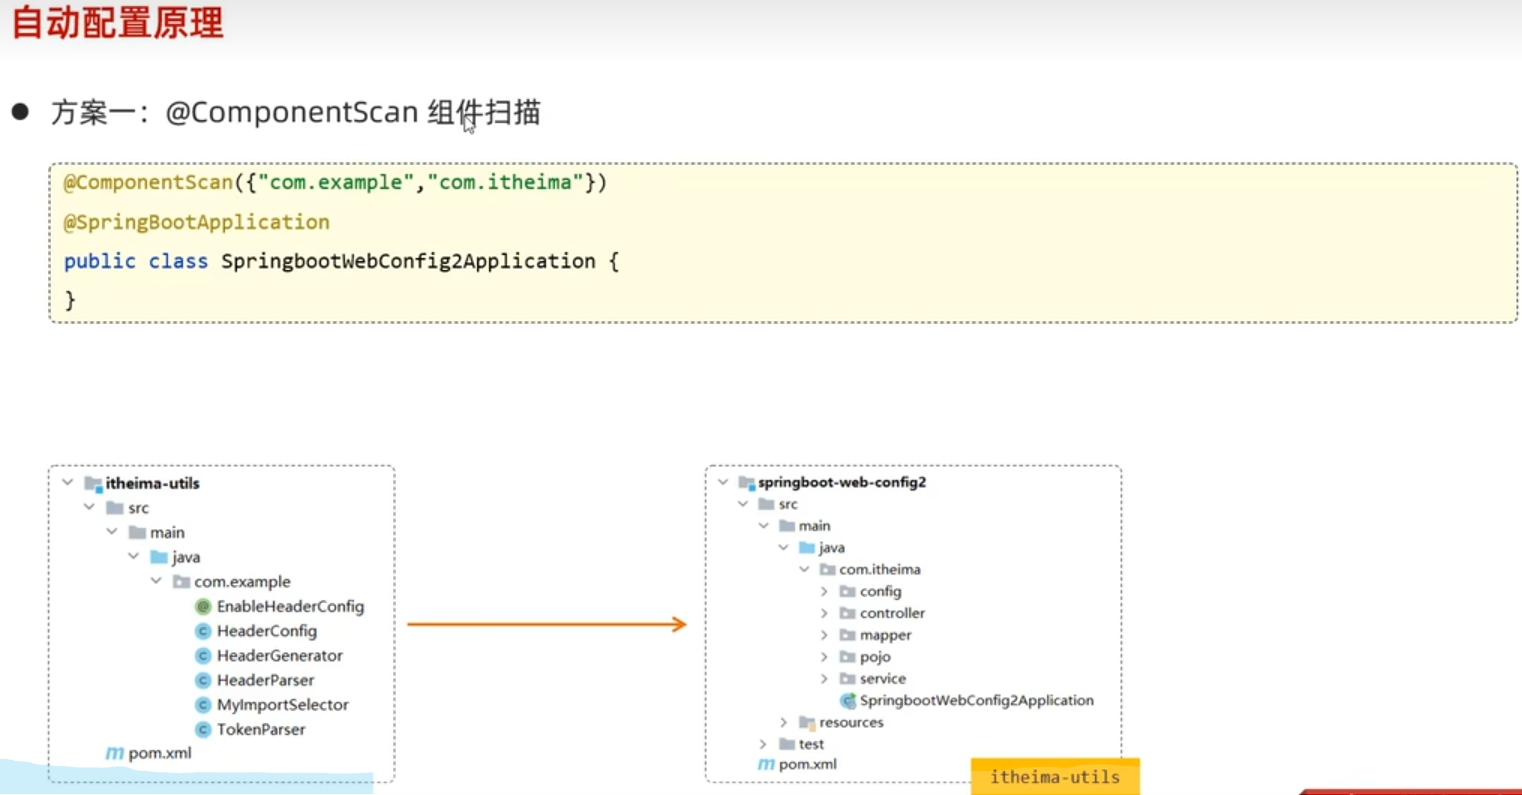 自动配置原理
● 方案一：@ComponentScan 组件扫描
@ComponentScan({"com.example","com.itheima"})
@SpringBootApplication
public class SpringbootWebConfig2Application {
}
itheima-utils
src
main
java
com.example
EnableHeaderConfig
HeaderConfig
HeaderGenerator
HeaderParser
MyImportSelector
TokenParser
pom.xml
springboot-web-config2
src
main
java
com.itheima
config
controller
mapper
pojo
service
SpringbootWebConfig2Application
resources
test
pom.xml
itheima-utils